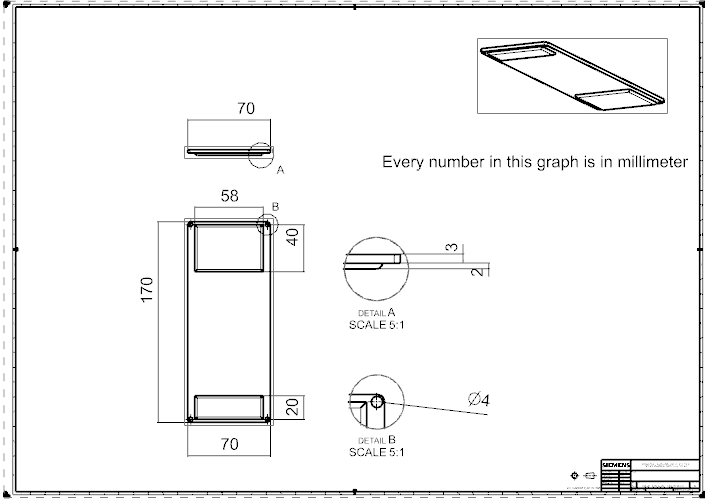 70
A
Every number in this graph is in millimeter
58
B
40
170
3
2
DETAIL A
SCALE 5:1
20
Ø4
70
DETAIL B
SCALE 5:1
SIEMENS